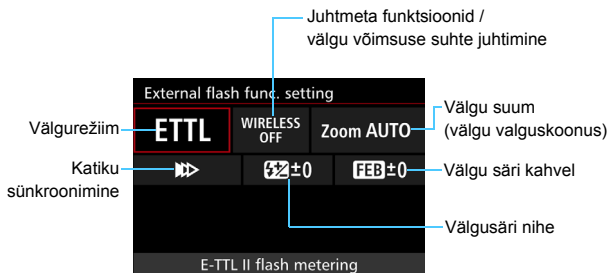 Juhtmeta funktsioonid /
välgu võimsuse suhte juhtimine
External flash func. setting
Välgurežiim
ETTL
WIRELESS
OFF
Zoom AUTO
Välgu suum
(välgu valguskoonus)
Katiku
sünkroonimine
±0
FEB±0
Välgu säri kahvel
Välgusäri nihe
E-TTL II flash metering